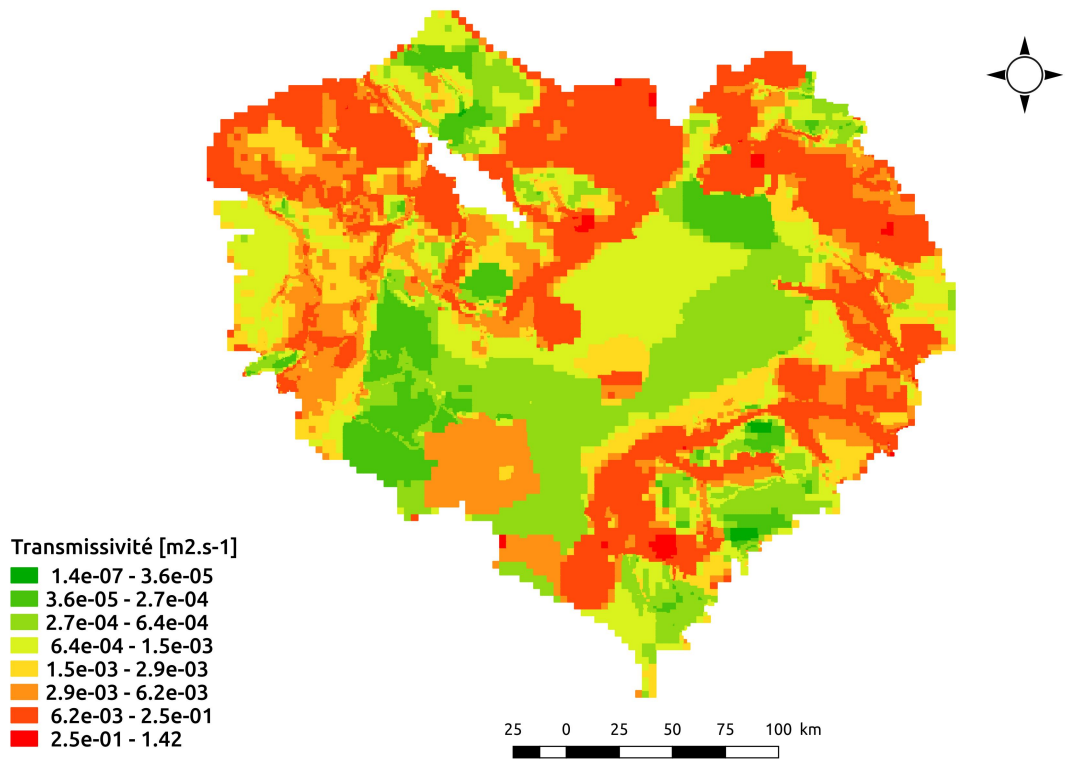 Transmissivité [m2.s-1]
1.4e-07 - 3.6e-05
3.6e-05 - 2.7e-04
2.7e-04 - 6.4e-04
6.4e-04 - 1.5e-03
1.5e-03 - 2.9e-03
2.9e-03 - 6.2e-03
6.2e-03 - 2.5e-01
2.5e-01 - 1.42
25 0 25 50 75 100 km